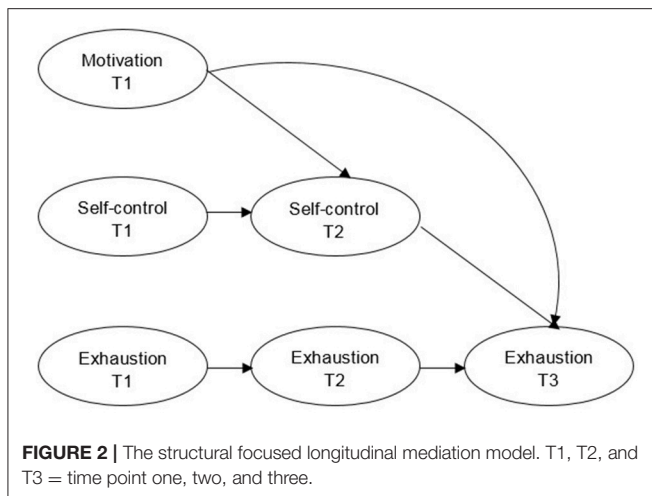 Motivation
T1
Self-control
T1
Self-control
T2
Exhaustion
T1
Exhaustion
T2
Exhaustion
T3
FIGURE 2 | The structural focused longitudinal mediation model. T1, T2, and
T3 = time point one, two, and three.